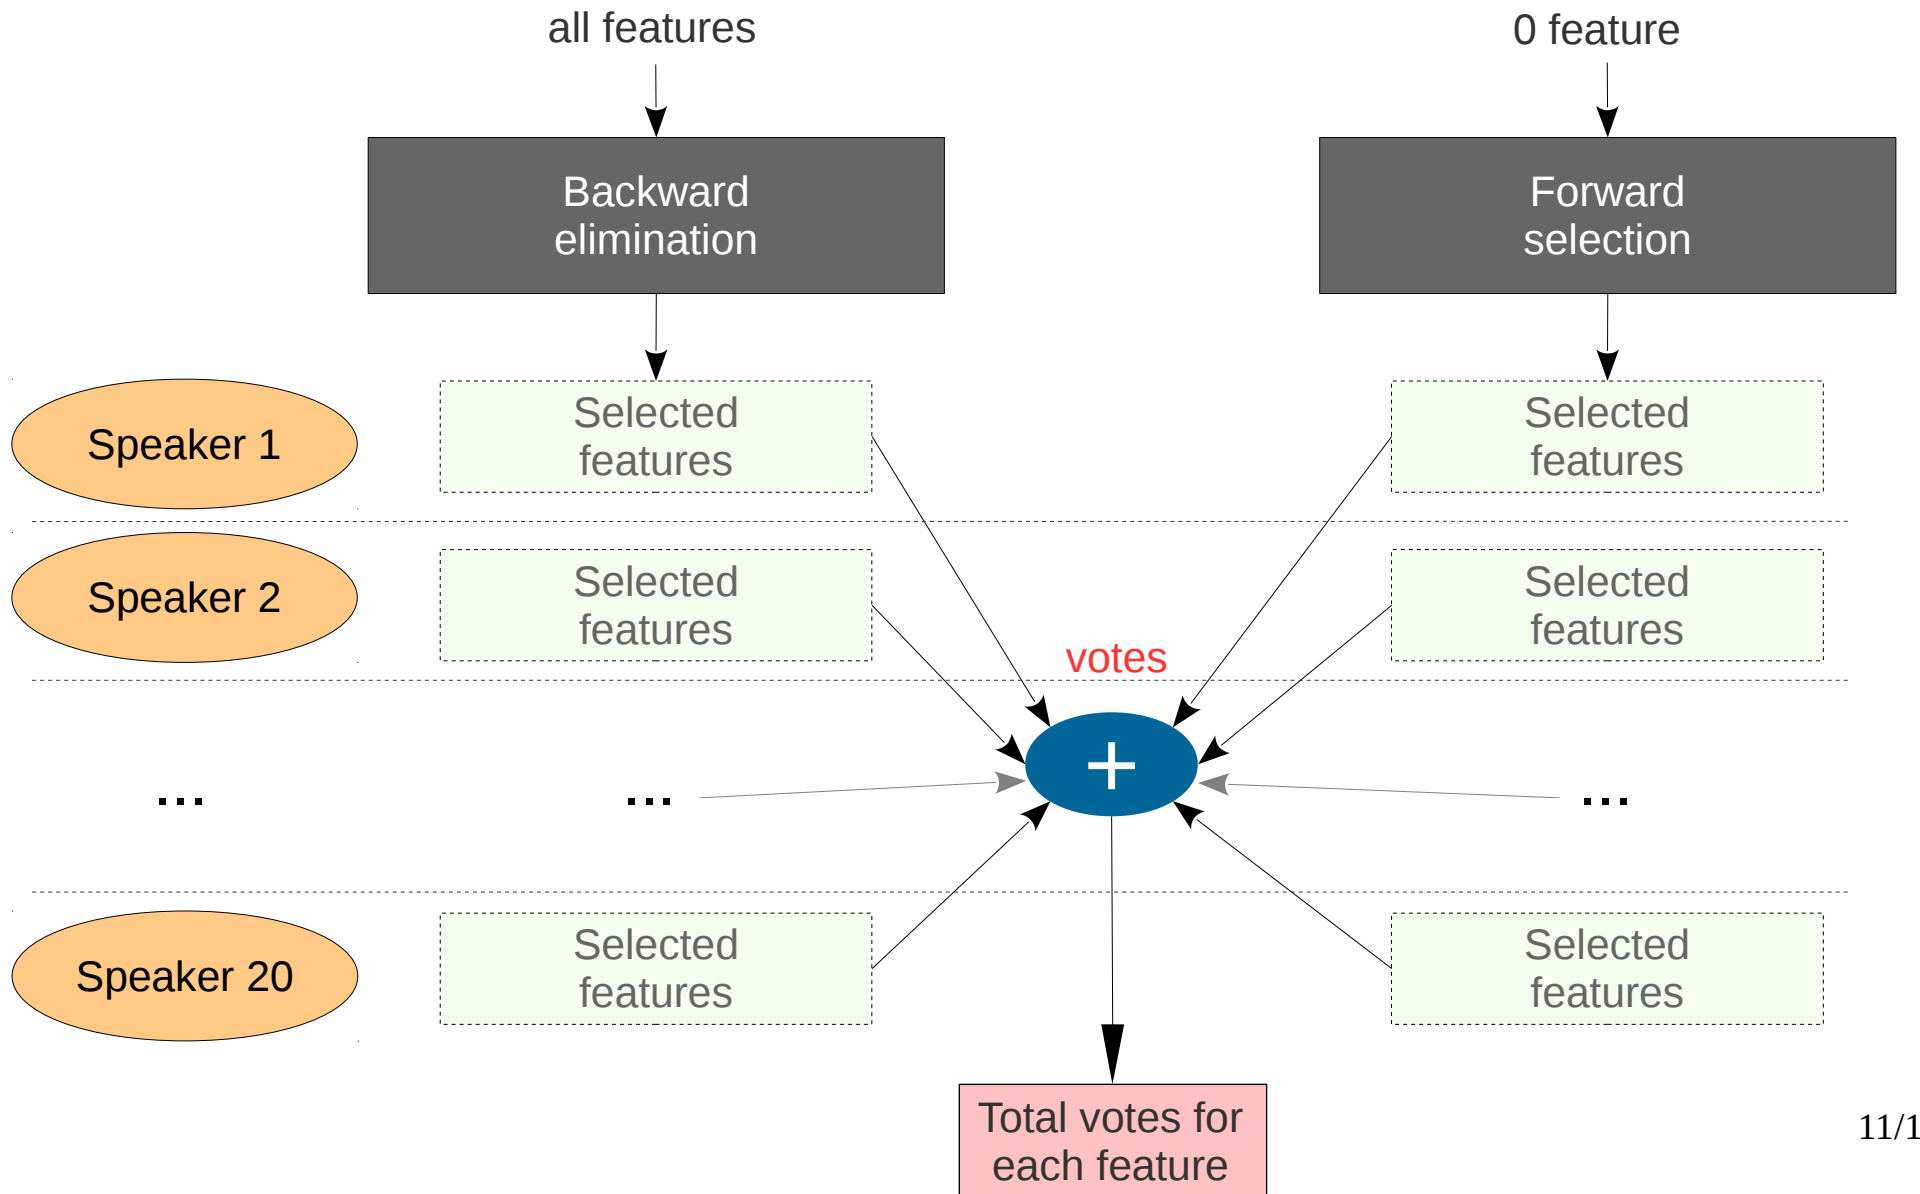 all features
0 feature
Backward
elimination
Forward
selection
Speaker 1
Selected
features
Selected
features
Speaker 2
Selected
features
Selected
features
votes
+
...
...
...
Speaker 20
Selected
features
Selected
features
Total votes for
each feature
11/1